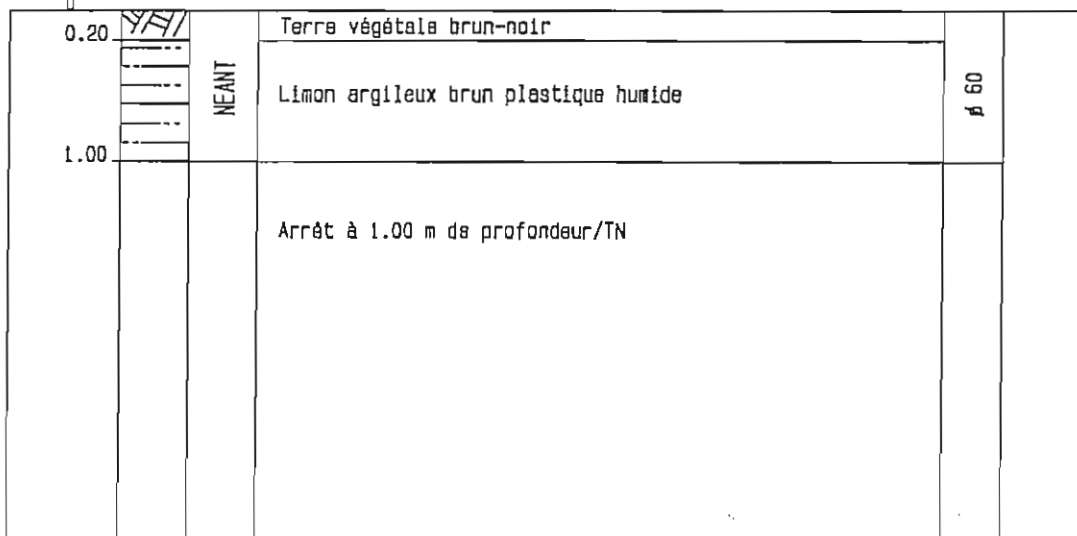 0.20 Terre végétale brun-noir
NEANT
Limon argileux brun plastique humide
ø 60
1.00
Arrêt à 1.00 m de profondeur/TN